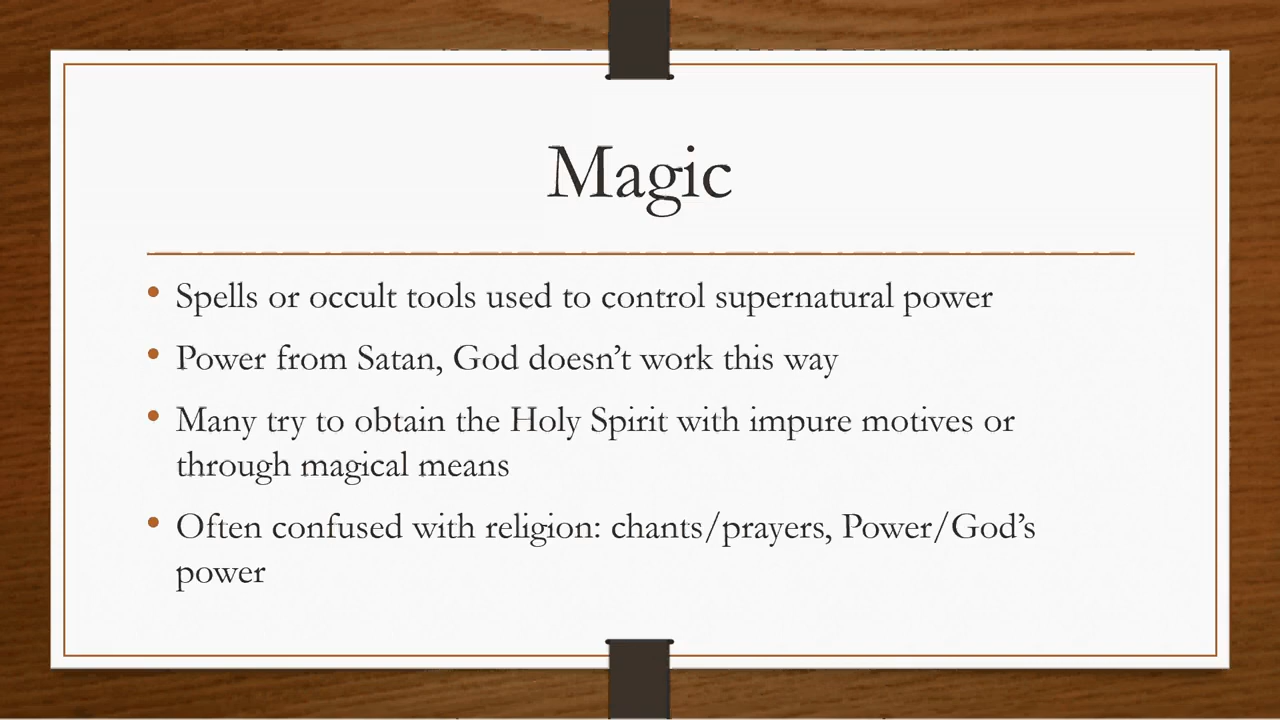 Magic
• Spells or occult tools used to control supernatural power
• Power from Satan, God doesn’t work this way
• Many try to obtain the Holy Spirit with impure motives or
through magical means
• Often confused with religion: chants/prayers, Power/God’s
power